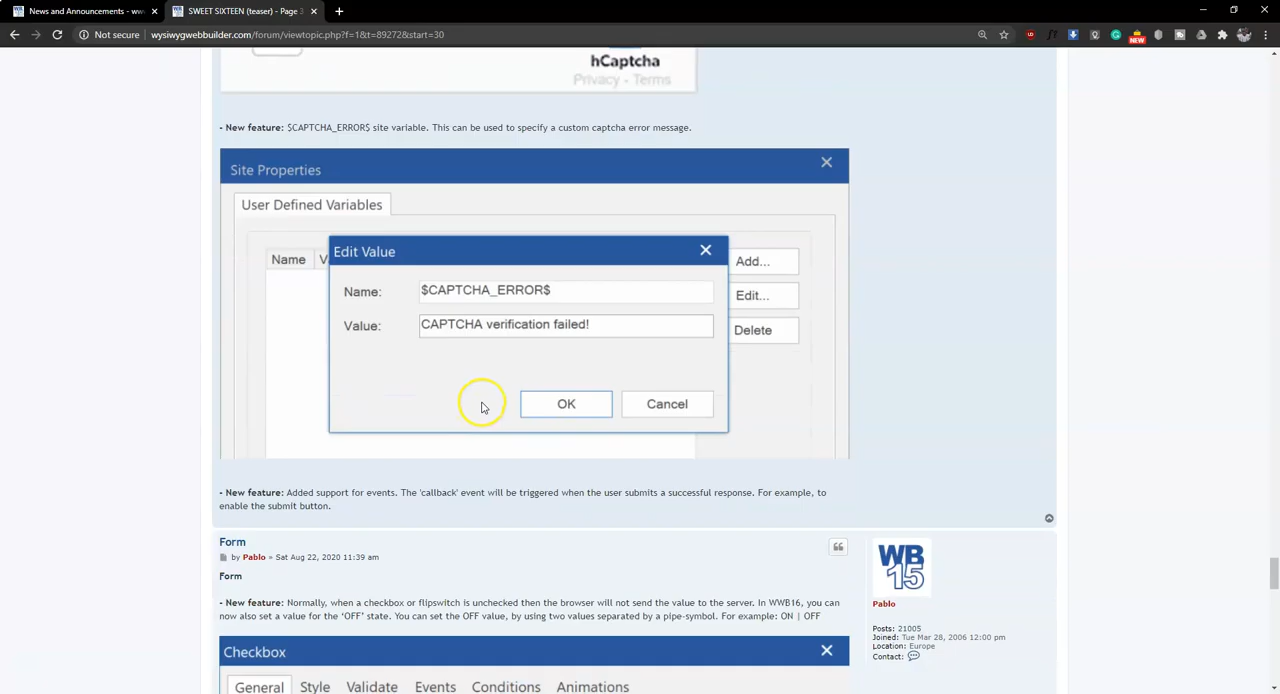 News and Announcements - ww
SWEET SIXTEEN (teaser) - Page 3
Not secure | wysiwygwebbuilder.com/forum/viewtopic.php?f=1&t=89272&start=30
NEW
hCaptcha
Privacy - Terms
- New feature: $CAPTCHA_ERROR$ site variable. This can be used to specify a custom captcha error message.
Site Properties
User Defined Variables
Name
Edit Value
Name: $CAPTCHA_ERROR$
Value: CAPTCHA verification failed!
OK
Cancel
Add...
Edit...
Delete
- New feature: Added support for events. The 'callback' event will be triggered when the user submits a successful response. For example, to
enable the submit button.
Form
by Pablo » Sat Aug 22, 2020 11:39 am
Form
- New feature: Normally, when a checkbox or flipswitch is unchecked then the browser will not send the value to the server. In WWB16, you can
now also set a value for the ‘OFF’ state. You can set the OFF value, by using two values separated by a pipe-symbol. For example: ON | OFF
Checkbox
General Style Validate Events Conditions Animations
WB
15
Pablo
Posts: 21005
Joined: Tue Mar 28, 2006 12:00 pm
Location: Europe
Contact: